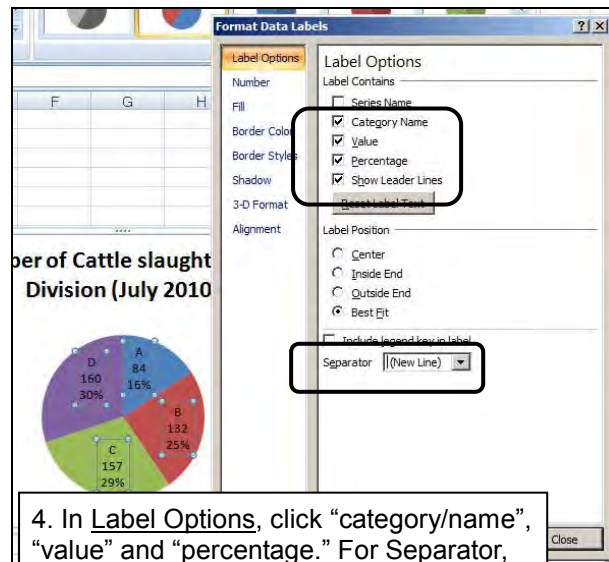 Format Data Labels
? X
Label Options
Number
Fill
Border Color
Border Styles
Shadow
3-D Format
Alignment
Label Options
Label Contains
Series Name
Category Name
Value
Percentage
Show Leader Lines
Reset Label Text
Label Position
Center
Inside End
Outside End
Best Fit
Include legend key in label
Separator (New Line)
Close
F G H
ber of Cattle slaught
Division (July 2010
A
84
16%
B
132
25%
C
157
29%
D
160
30%
4. In Label Options, click “category/name”,
“value” and “percentage.” For Separator,